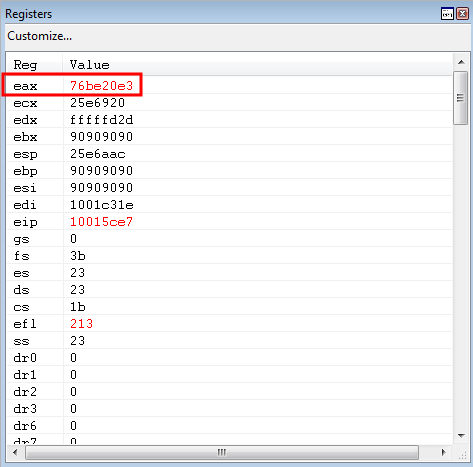 Registers
Customize...
Reg Value
eax 76be20e3
ecx 25e6920
edx fffffd2d
ebx 90909090
esp 25e6aac
ebp 90909090
esi 90909090
edi 1001c31e
eip 10015ce7
gs 0
fs 3b
es 23
ds 23
cs 1b
efl 213
ss 23
dr0 0
dr1 0
dr2 0
dr3 0
dr6 0
dr7 0